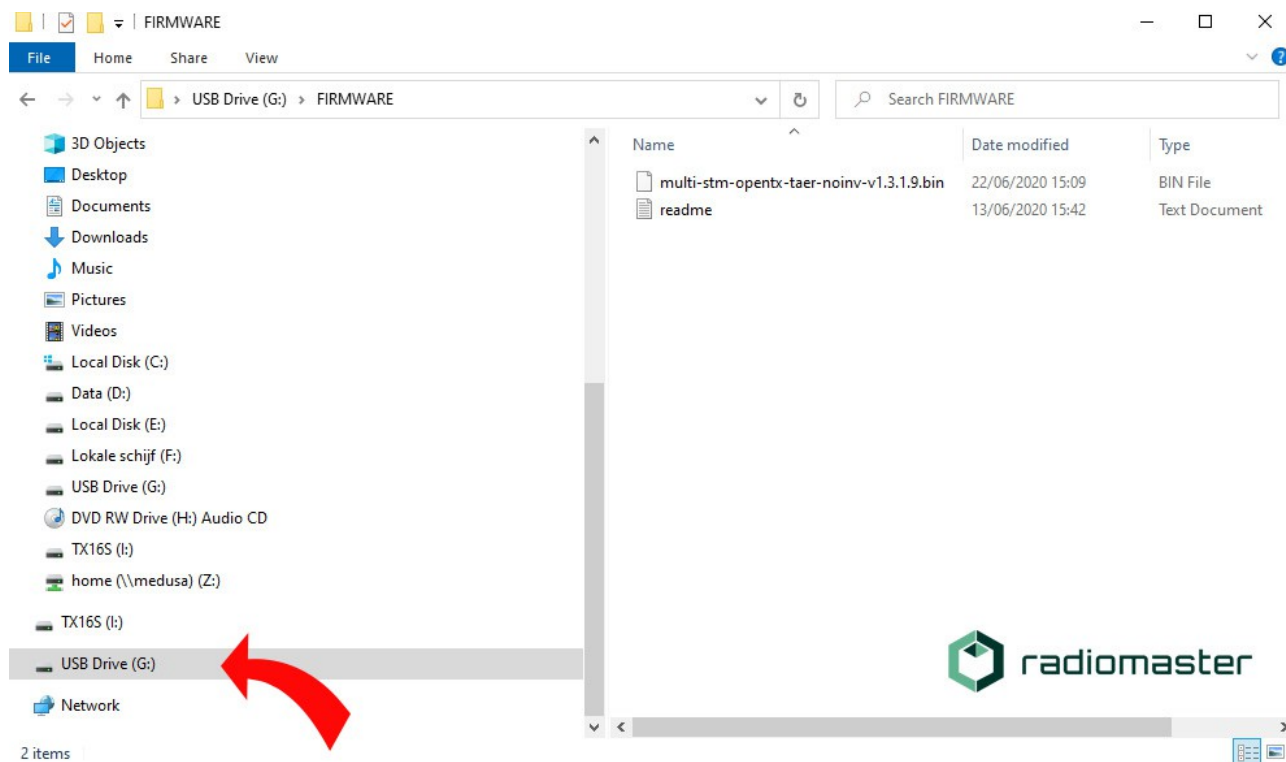 FIRMWARE
File Home Share View
USB Drive (G:) > FIRMWARE Search FIRMWARE
3D Objects
Desktop
Documents
Downloads
Music
Pictures
Videos
Local Disk (C:)
Data (D:)
Local Disk (E:)
Lokale schijf (F:)
USB Drive (G:)
DVD RW Drive (H:) Audio CD
TX16S (I:)
home (\\medusa) (Z:)
TX16S (I:)
USB Drive (G:)
Network
Name Date modified Type
multi-stm-opentx-taer-noinv-v1.3.1.9.bin 22/06/2020 15:09 BIN File
readme 13/06/2020 15:42 Text Document
radiomaster
2 items